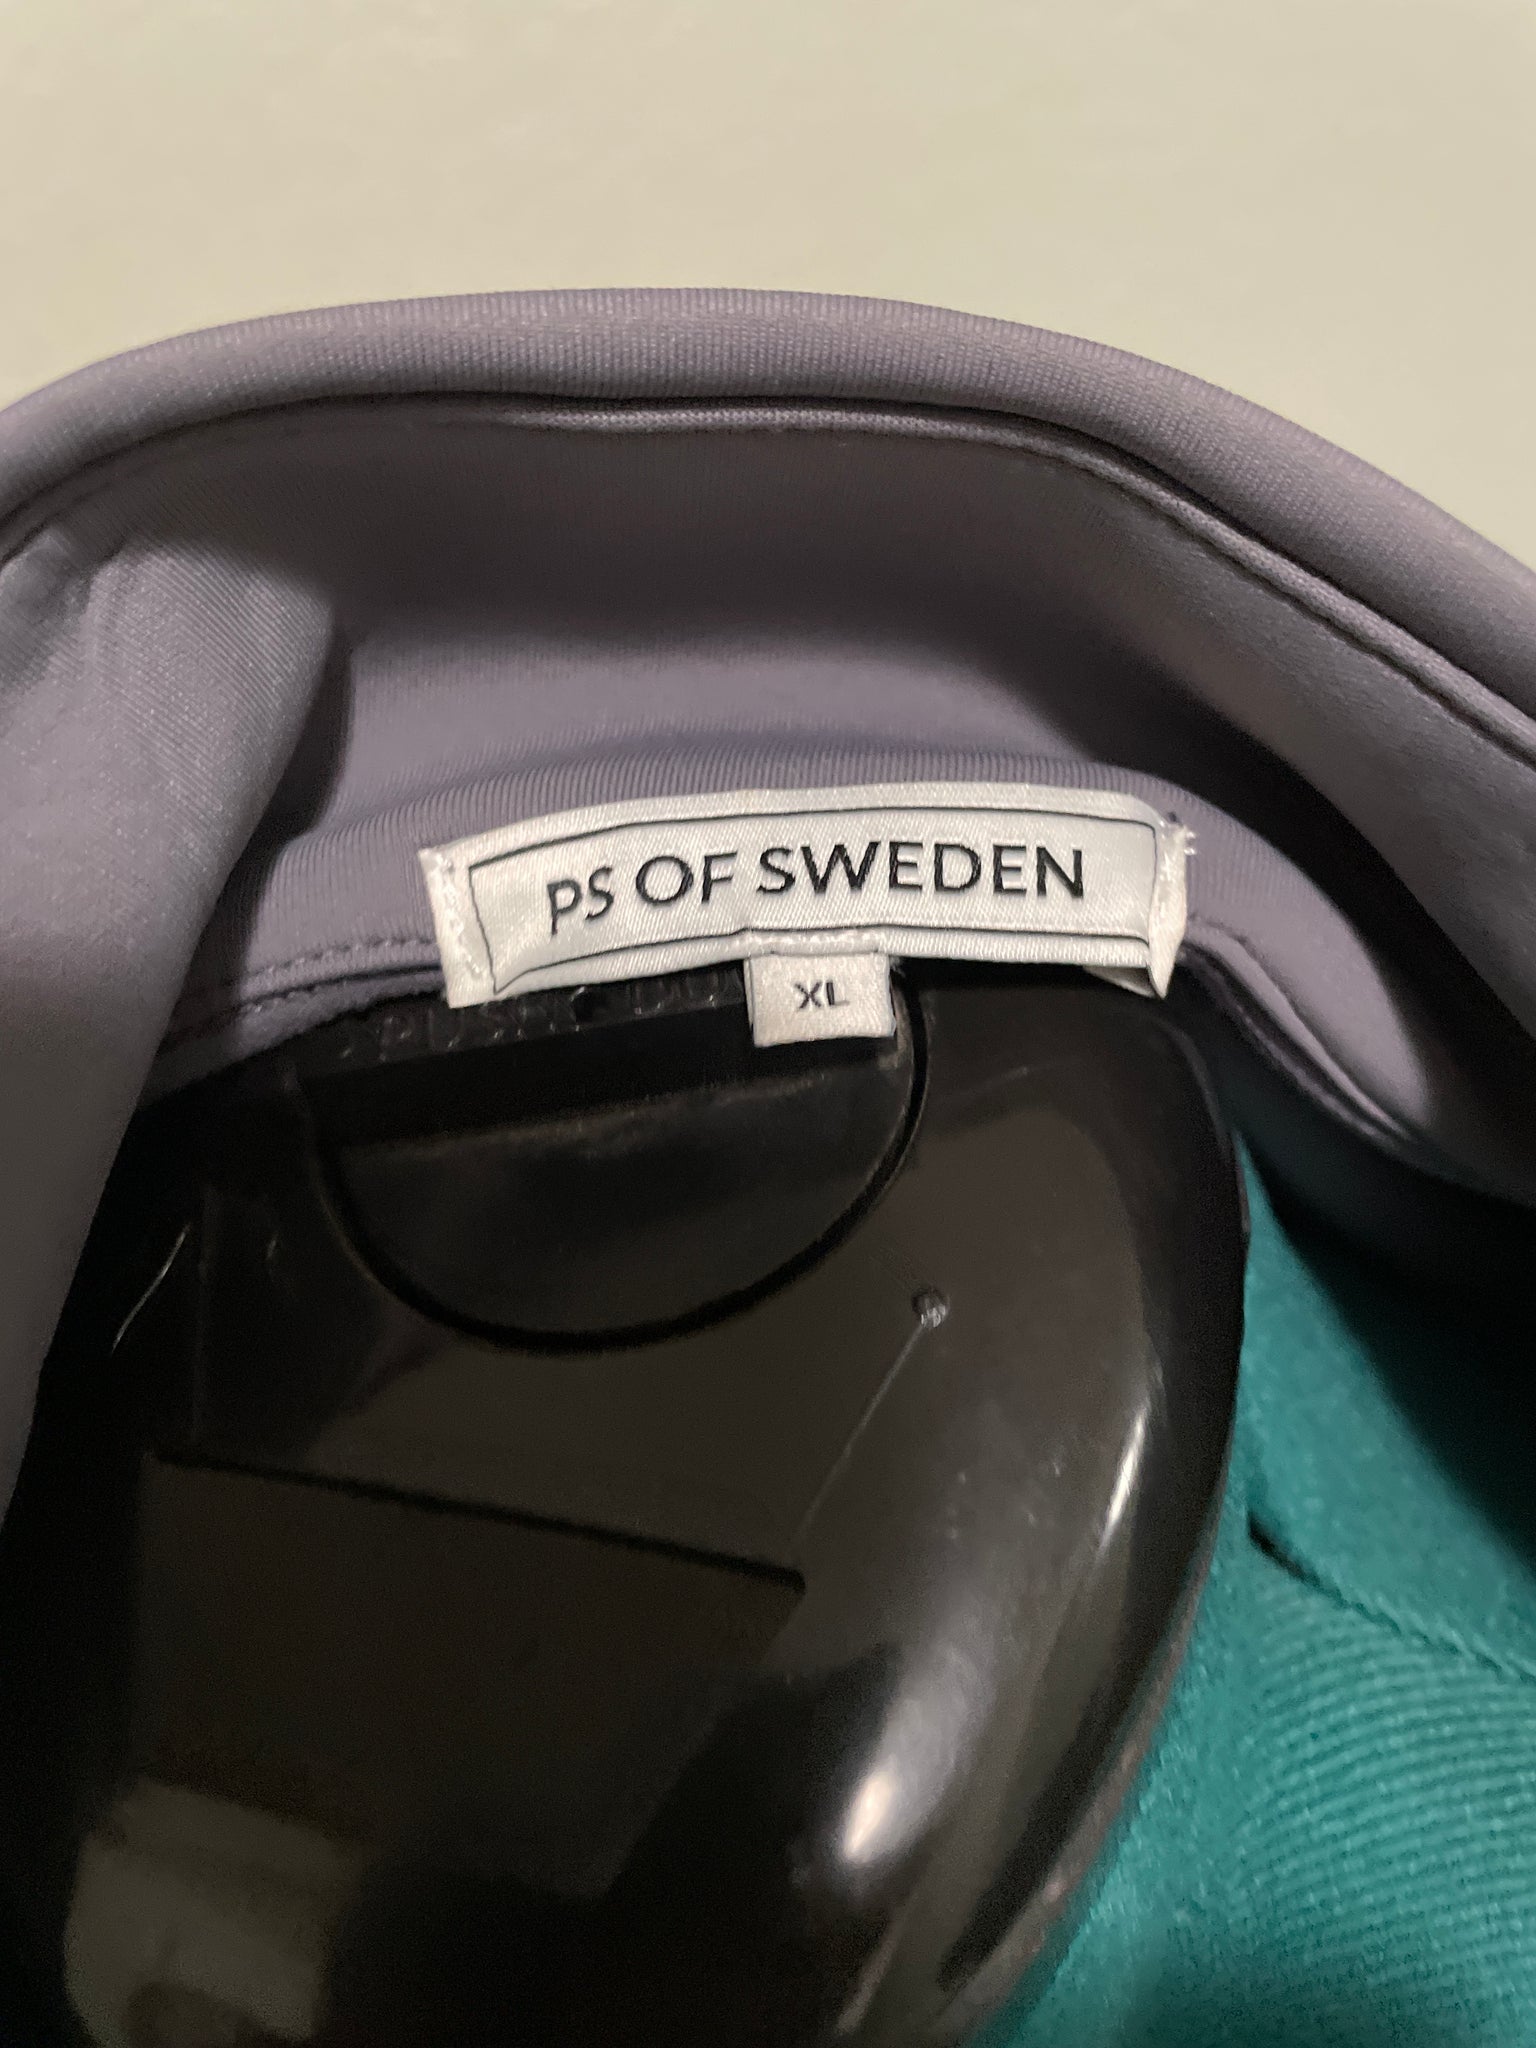 PS OF SWEDEN
XL